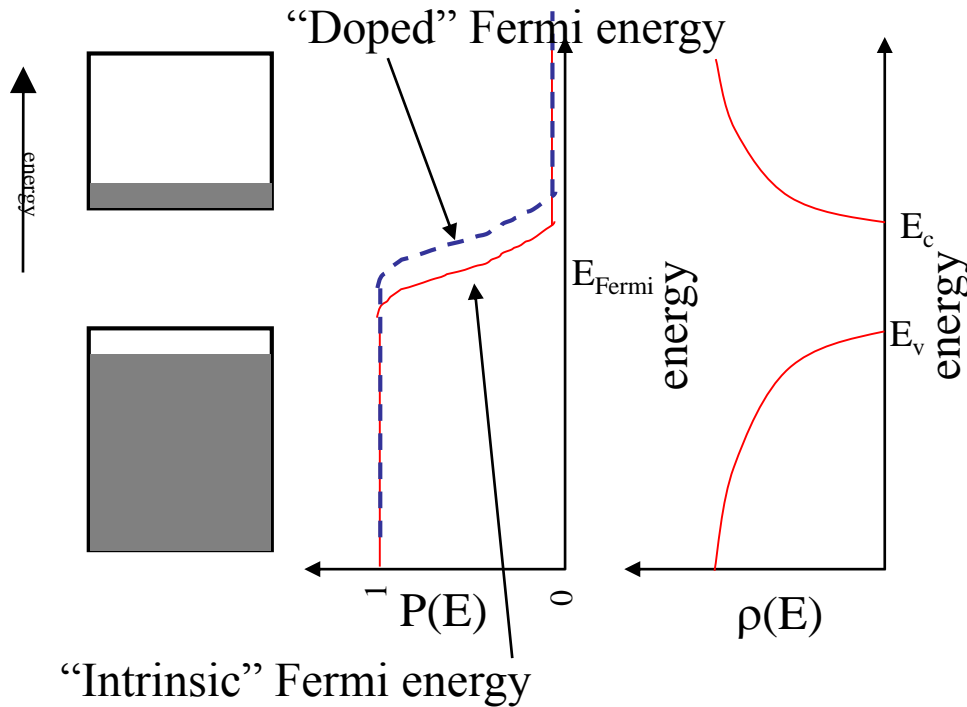 “Doped” Fermi energy
energy
E_Fermi
energy
E_c
E_v
energy
1
P(E)
0
ρ(E)
“Intrinsic” Fermi energy